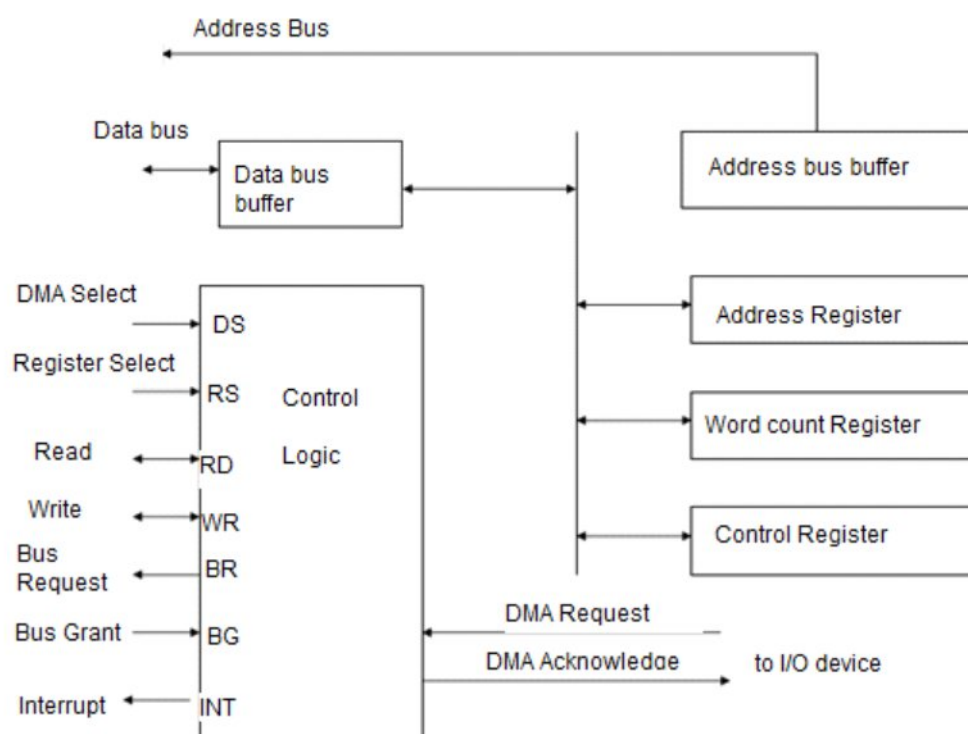 Address Bus
Data bus
Data bus
buffer
Address bus buffer
DMA Select
DS
Address Register
Register Select
RS
Control
Word count Register
Read
RD
Logic
Write
WR
Control Register
Bus
Request
BR
DMA Request
Bus Grant
BG
DMA Acknowledge
to I/O device
Interrupt
INT